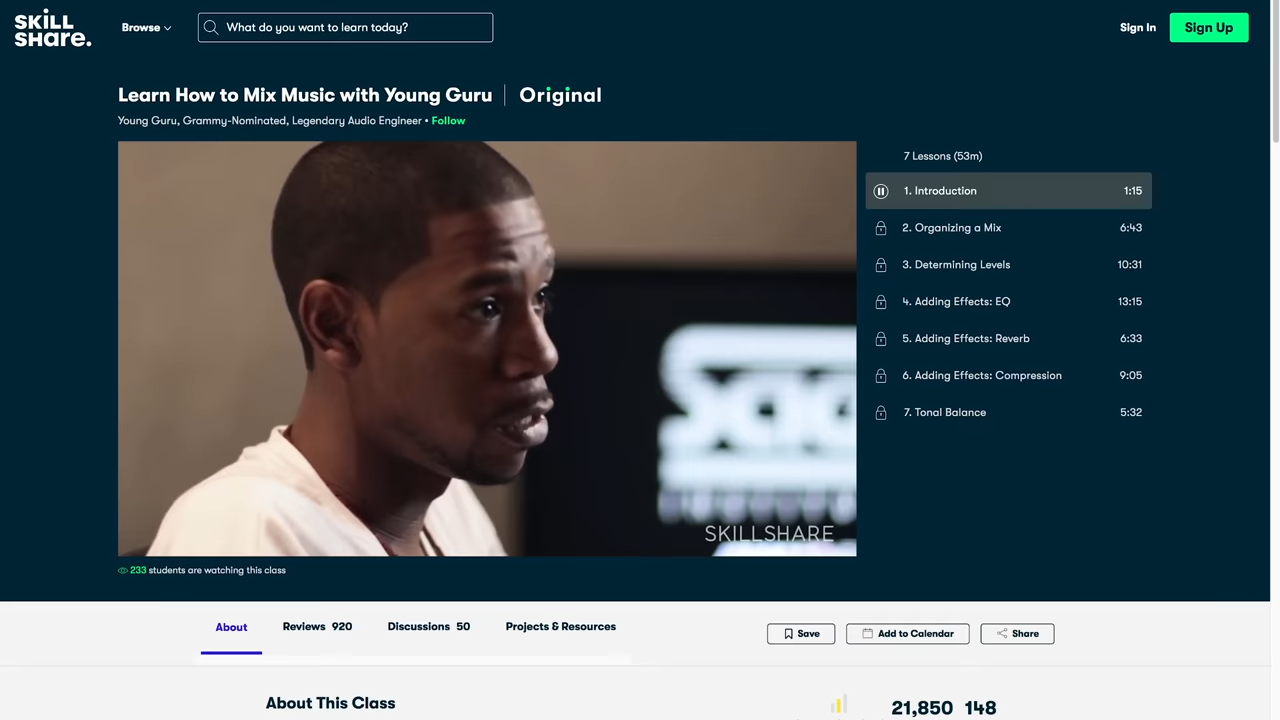 SKILL
SHARE.
Browse
What do you want to learn today?
Sign In
Sign Up
Learn How to Mix Music with Young Guru
Original
Young Guru, Grammy-Nominated, Legendary Audio Engineer • Follow
7 Lessons (53m)
1. Introduction 1:15
2. Organizing a Mix 6:43
3. Determining Levels 10:31
4. Adding Effects: EQ 13:15
5. Adding Effects: Reverb 6:33
6. Adding Effects: Compression 9:05
7. Tonal Balance 5:32
SKILLSHARE
233 students are watching this class
About
Reviews 920
Discussions 50
Projects & Resources
Save
Add to Calendar
Share
About This Class
21,850 148